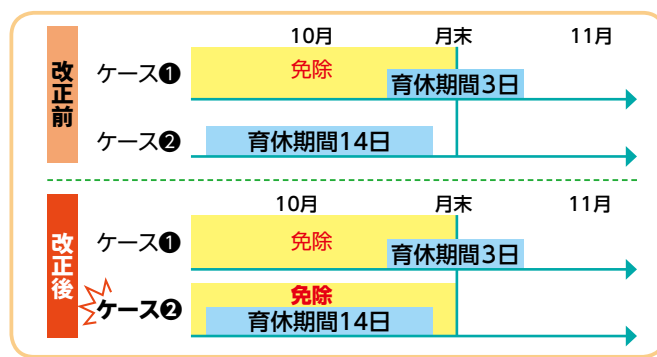 改正前
10月 月末 11月
ケース❶ 免除
育休期間3日
ケース❷ 育休期間14日
改正後
10月 月末 11月
ケース❶ 免除
育休期間3日
ケース❷ 免除
育休期間14日